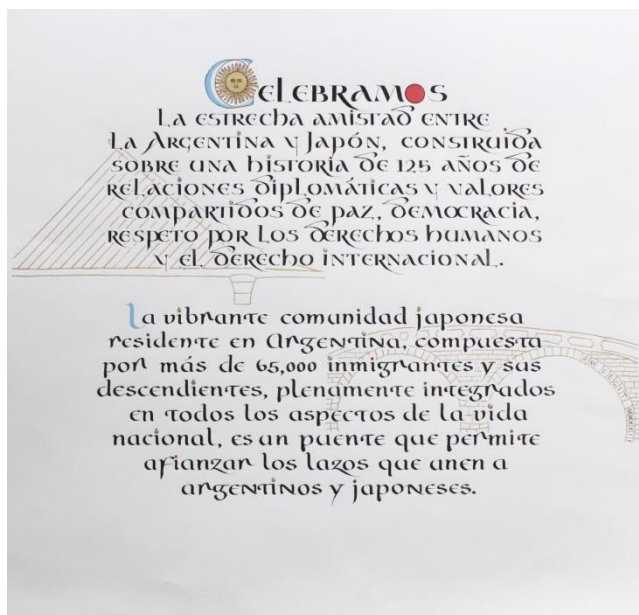 CELEBRAMOS
LA ESTRECHA AMISTAD ENTRE
LA ARGENTINA Y JAPÓN, CONSTRUIDA
SOBRE UNA HISTORIA DE 125 AÑOS DE
RELACIONES DIPLOMÁTICAS Y VALORES
COMPARTIDOS DE PAZ, DEMOCRACIA,
RESPETO POR LOS DERECHOS HUMANOS
Y EL DERECHO INTERNACIONAL.
La vibrante comunidad japonesa
residente en Argentina, compuesta
por más de 65,000 inmigrantes y sus
descendientes, plenamente integrados
en todos los aspectos de la vida
nacional, es un puente que permite
afianzar los lazos que unen a
argentinos y japoneses.